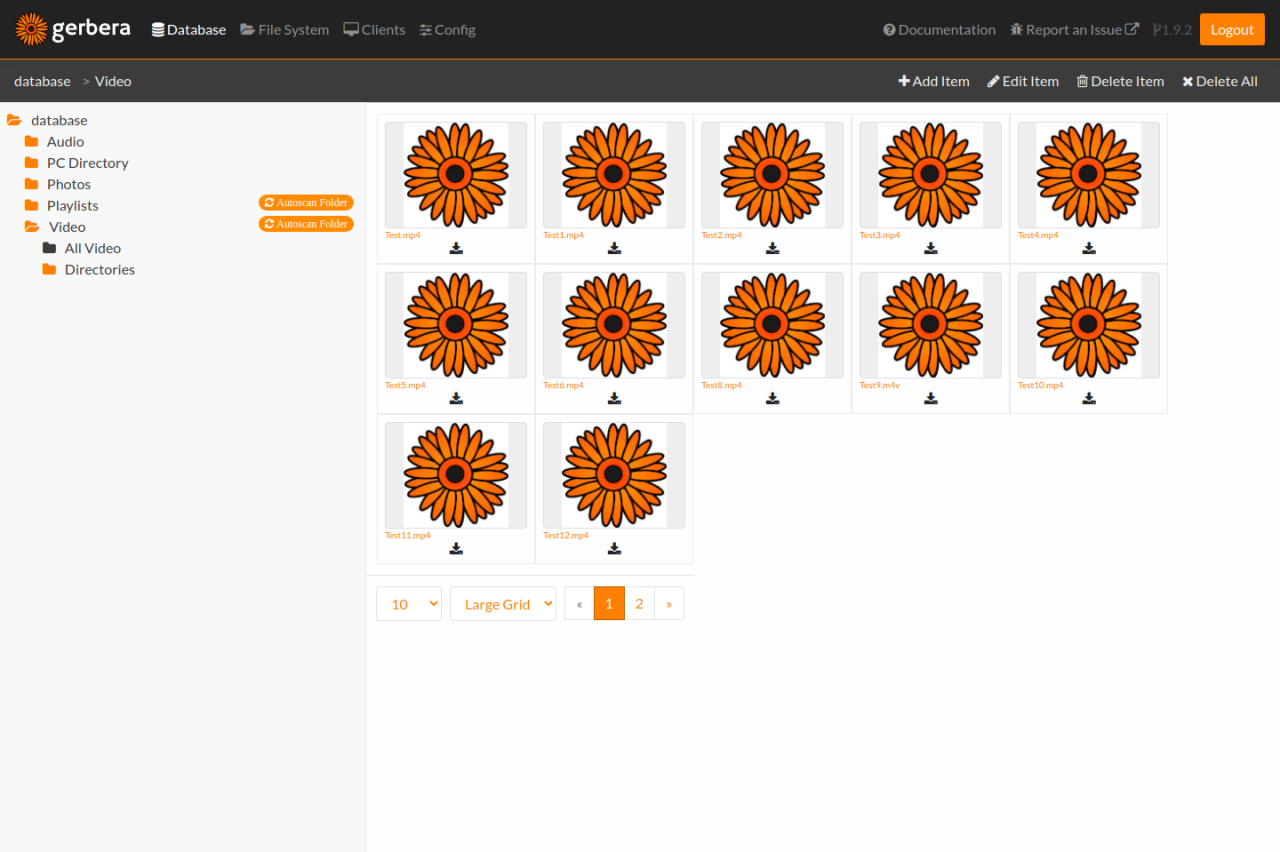 gerbera Database File System Clients Config Documentation Report an Issue 1.9.2 Logout
database > Video + Add Item Edit Item Delete Item Delete All
database
Audio
PC Directory
Photos
Playlists Autoscan Folder
Video Autoscan Folder
All Video
Directories
Test.mp4 Test1.mp4 Test2.mp4 Test3.mp4 Test4.mp4
Test5.mp4 Test6.mp4 Test8.mp4 Test9.m4v Test10.mp4
Test11.mp4 Test12.mp4
10 Large Grid « 1 2 »